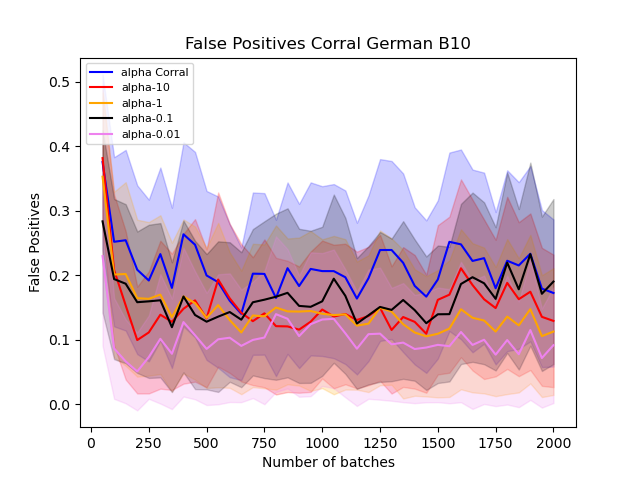 False Positives Corral German B10
alpha Corral
alpha-10
alpha-1
alpha-0.1
alpha-0.01
False Positives
0.5
0.4
0.3
0.2
0.1
0.0
0 250 500 750 1000 1250 1500 1750 2000
Number of batches